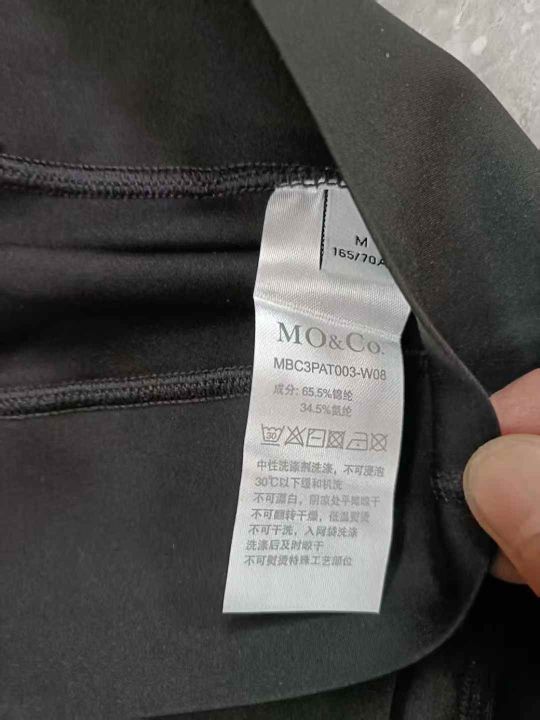 M
165/70A
MO&Co.
MBC3PAT003-W08
成分: 65.5%锦纶
34.5%氨纶
30
中性洗涤剂洗涤，不可浸泡
30℃以下缓和机洗
不可漂白，阴凉处平摊晾干
不可翻转干燥，低温熨烫
不可干洗，入网袋洗涤
洗涤后及时晾干
不可熨烫特殊工艺部位